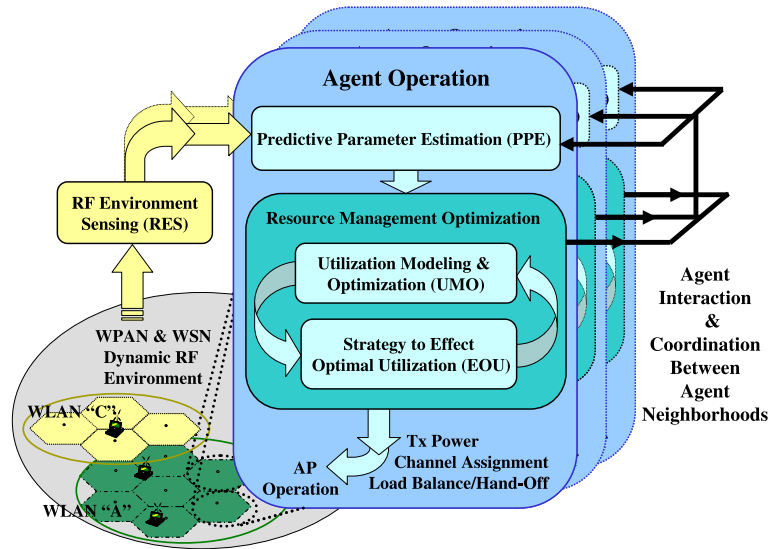 Agent Operation
Predictive Parameter Estimation (PPE)
RF Environment
Sensing (RES)
Resource Management Optimization
Utilization Modeling &
Optimization (UMO)
Strategy to Effect
Optimal Utilization (EOU)
Agent
Interaction
&
Coordination
Between
Agent
Neighborhoods
WPAN & WSN
Dynamic RF
Environment
WLAN “C”
WLAN “A”
Tx Power
Channel Assignment
Load Balance/Hand-Off
AP
Operation